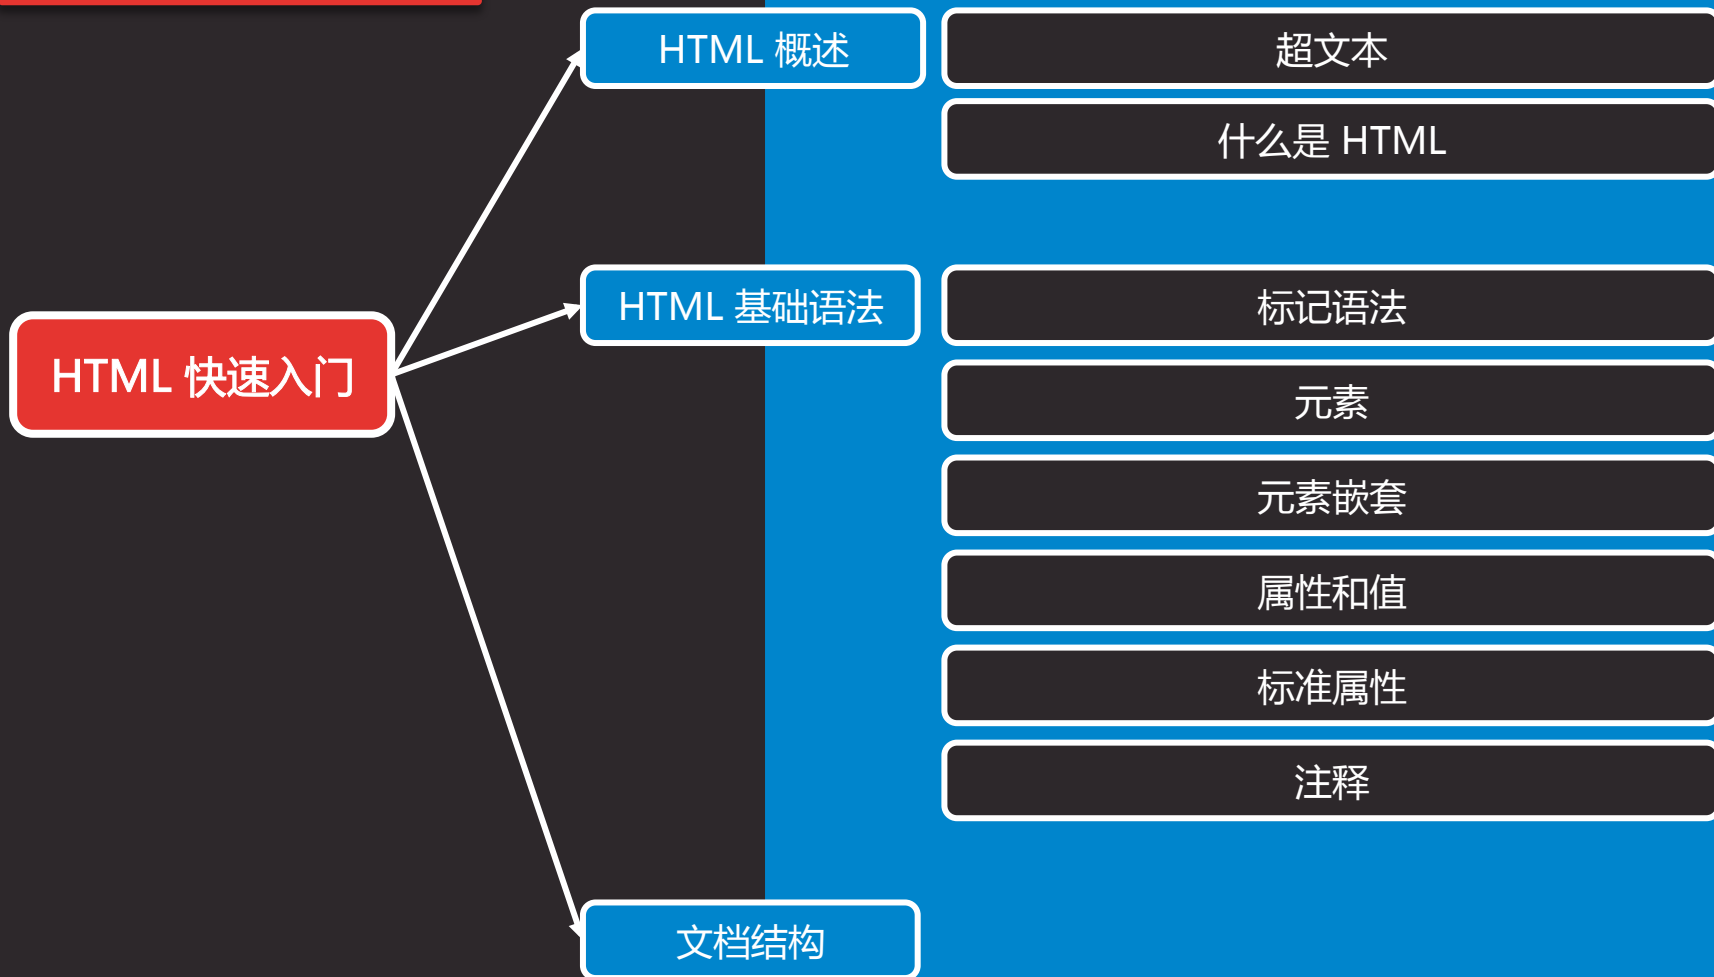 HTML 快速入门
HTML 概述
超文本
什么是 HTML
HTML 基础语法
标记语法
元素
元素嵌套
属性和值
标准属性
注释
文档结构